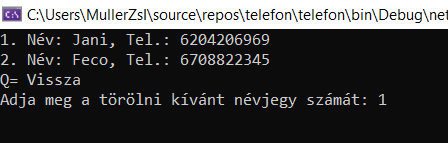 C:\Users\MullerZsl\source\repos\telefon\telefon\bin\Debug\net
1. Név: Jani, Tel.: 6204206969
2. Név: Feco, Tel.: 6708822345
Q= Vissza
Adja meg a törölni kívánt névjegy számát: 1